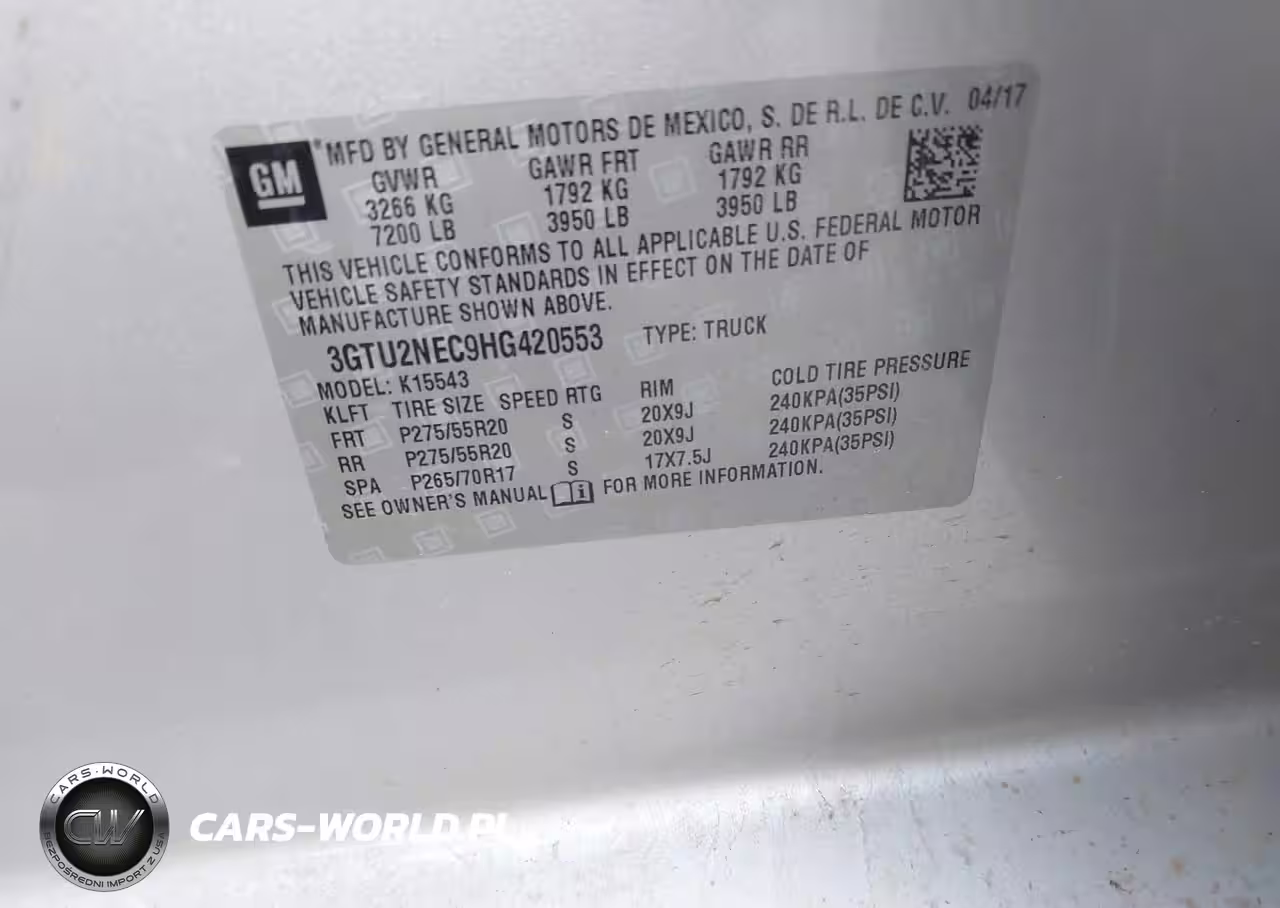 GM
MFD BY GENERAL MOTORS DE MEXICO, S. DE R.L. DE C.V. 04/17
GVWR GAWR FRT GAWR RR
3266 KG 1792 KG 1792 KG
7200 LB 3950 LB 3950 LB
THIS VEHICLE CONFORMS TO ALL APPLICABLE U.S. FEDERAL MOTOR
VEHICLE SAFETY STANDARDS IN EFFECT ON THE DATE OF
MANUFACTURE SHOWN ABOVE.
3GTU2NEC9HG420553 TYPE: TRUCK
MODEL: K15543
KLFT TIRE SIZE SPEED RTG RIM COLD TIRE PRESSURE
FRT P275/55R20 S 20X9J 240KPA(35PSI)
RR P275/55R20 S 20X9J 240KPA(35PSI)
SPA P265/70R17 S 17X7.5J 240KPA(35PSI)
SEE OWNER'S MANUAL i FOR MORE INFORMATION.
CARS-WORLD
CW
BEZPOŚREDNI IMPORT Z USA
CARS-WORLD.PL